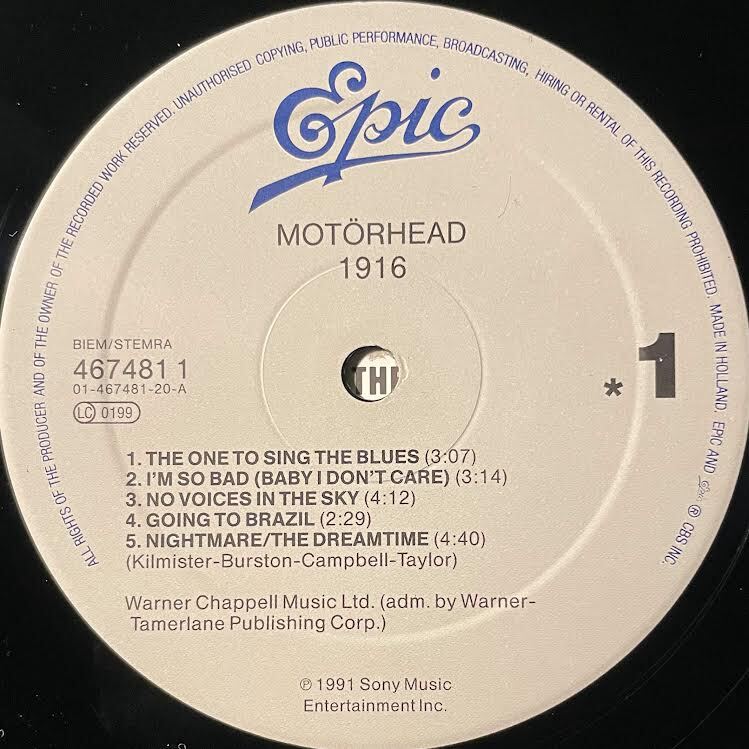 ALL RIGHTS OF THE PRODUCER AND OF THE OWNER OF THE RECORDED WORK RESERVED. UNAUTHORISED COPYING, PUBLIC PERFORMANCE, BROADCASTING, HIRING OR RENTAL OF THIS RECORDING PROHIBITED. MADE IN HOLLAND. EPIC AND Epic ® CBS INC.
Epic
MOTÖRHEAD
1916
BIEM/STEMRA
467481 1
01-467481-20-A
LC 0199
THE
* 1
1. THE ONE TO SING THE BLUES (3:07)
2. I'M SO BAD (BABY I DON'T CARE) (3:14)
3. NO VOICES IN THE SKY (4:12)
4. GOING TO BRAZIL (2:29)
5. NIGHTMARE/THE DREAMTIME (4:40)
(Kilmister-Burston-Campbell-Taylor)
Warner Chappell Music Ltd. (adm. by Warner-
Tamerlane Publishing Corp.)
℗ 1991 Sony Music
Entertainment Inc.